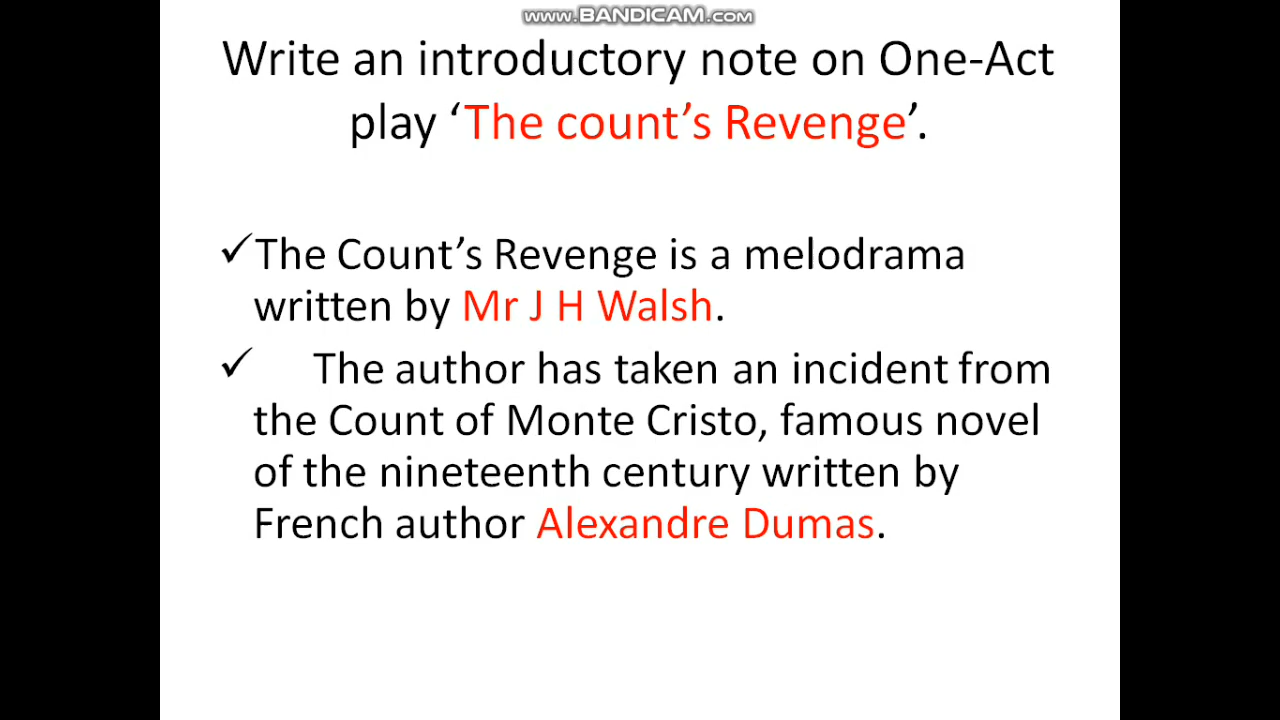 www.BANDICAM.com
Write an introductory note on One-Act
play ‘The count’s Revenge’.
✓The Count’s Revenge is a melodrama
written by Mr J H Walsh.
✓ The author has taken an incident from
the Count of Monte Cristo, famous novel
of the nineteenth century written by
French author Alexandre Dumas.